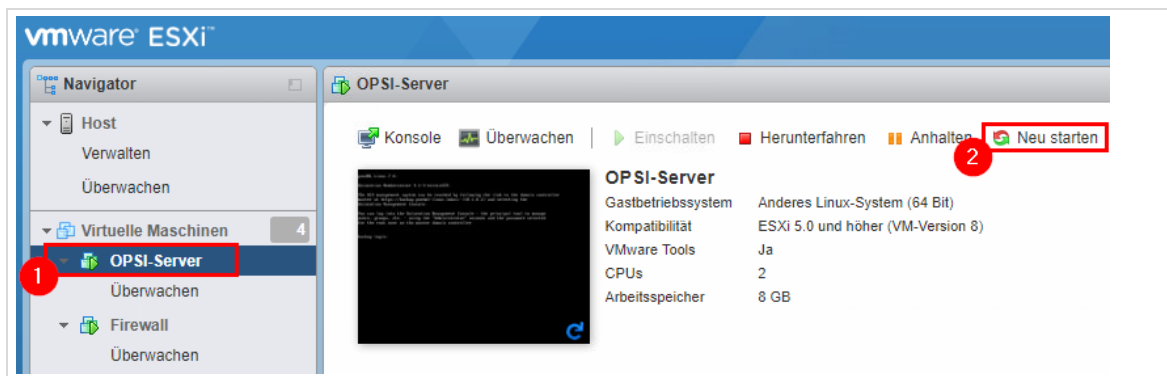 vmware ESXi™
Navigator
OPSI-Server
Host
Verwalten
Überwachen
Konsole Überwachen Einschalten Herunterfahren Anhalten Neu starten
2
Virtuelle Maschinen 4
OPSI-Server
1
Überwachen
Firewall
Überwachen
OPSI-Server
Gastbetriebssystem Anderes Linux-System (64 Bit)
Kompatibilität ESXi 5.0 und höher (VM-Version 8)
VMware Tools Ja
CPUs 2
Arbeitsspeicher 8 GB